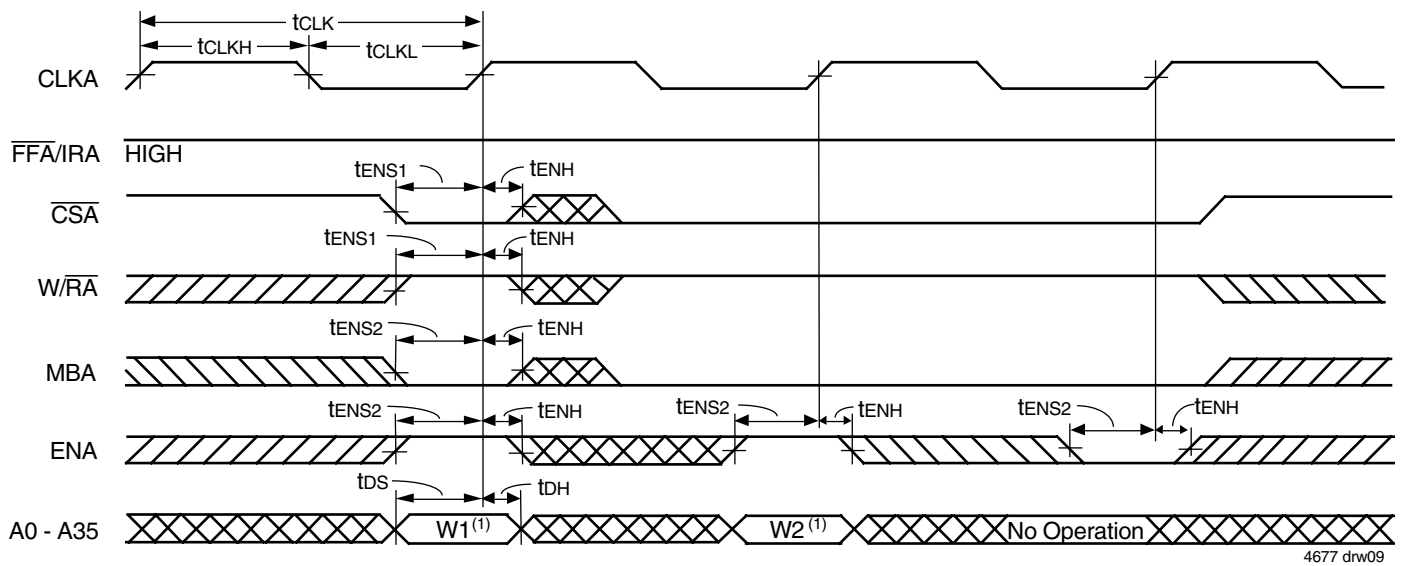 tCLK
tCLKH tCLKL
CLKA
FFA/IRA HIGH
tENS1 tENH
CSA
tENS1 tENH
W/RA
tENS2 tENH
MBA
tENS2 tENH tENS2 tENH tENS2 tENH
ENA
tDS tDH
A0 - A35 W1(1) W2(1) No Operation
4677 drw09